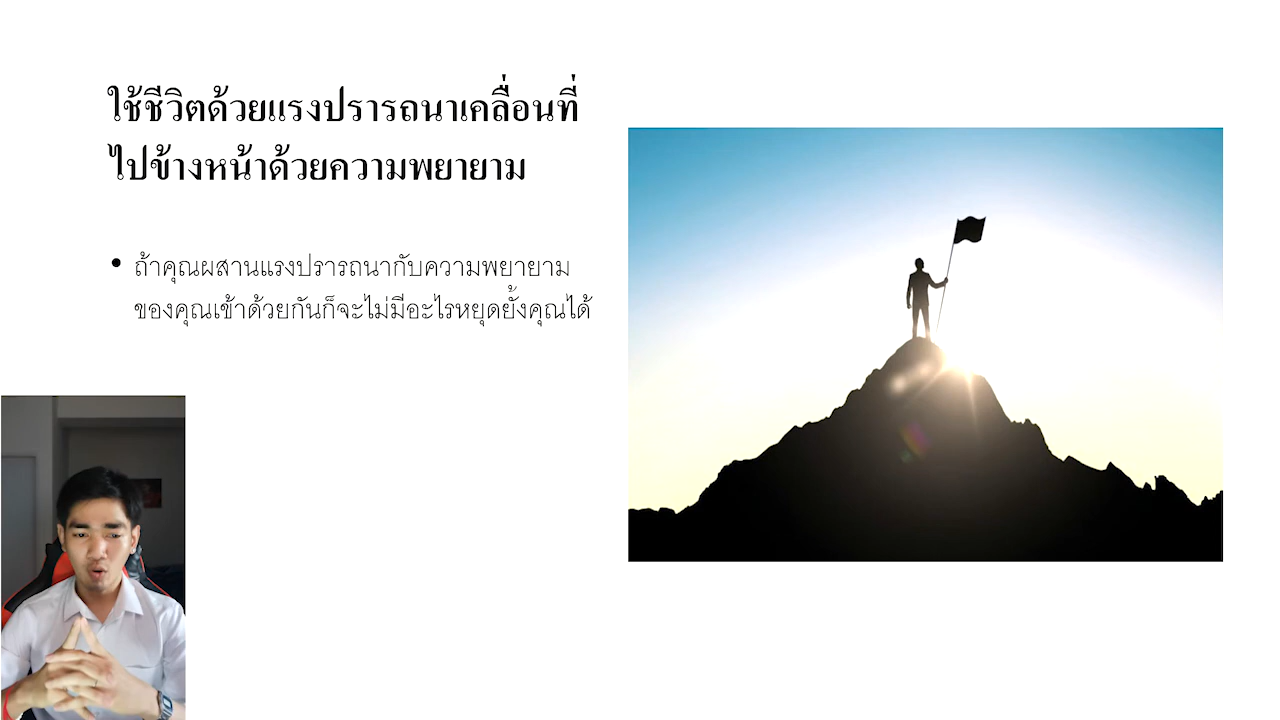 ใช้ชีวิตด้วยแรงปรารถนาเคลื่อนที่
ไปข้างหน้าด้วยความพยายาม
• ถ้าคุณผสานแรงปรารถนากับความพยายาม
ของคุณเข้าด้วยกันก็จะไม่มีอะไรหยุดยั้งคุณได้